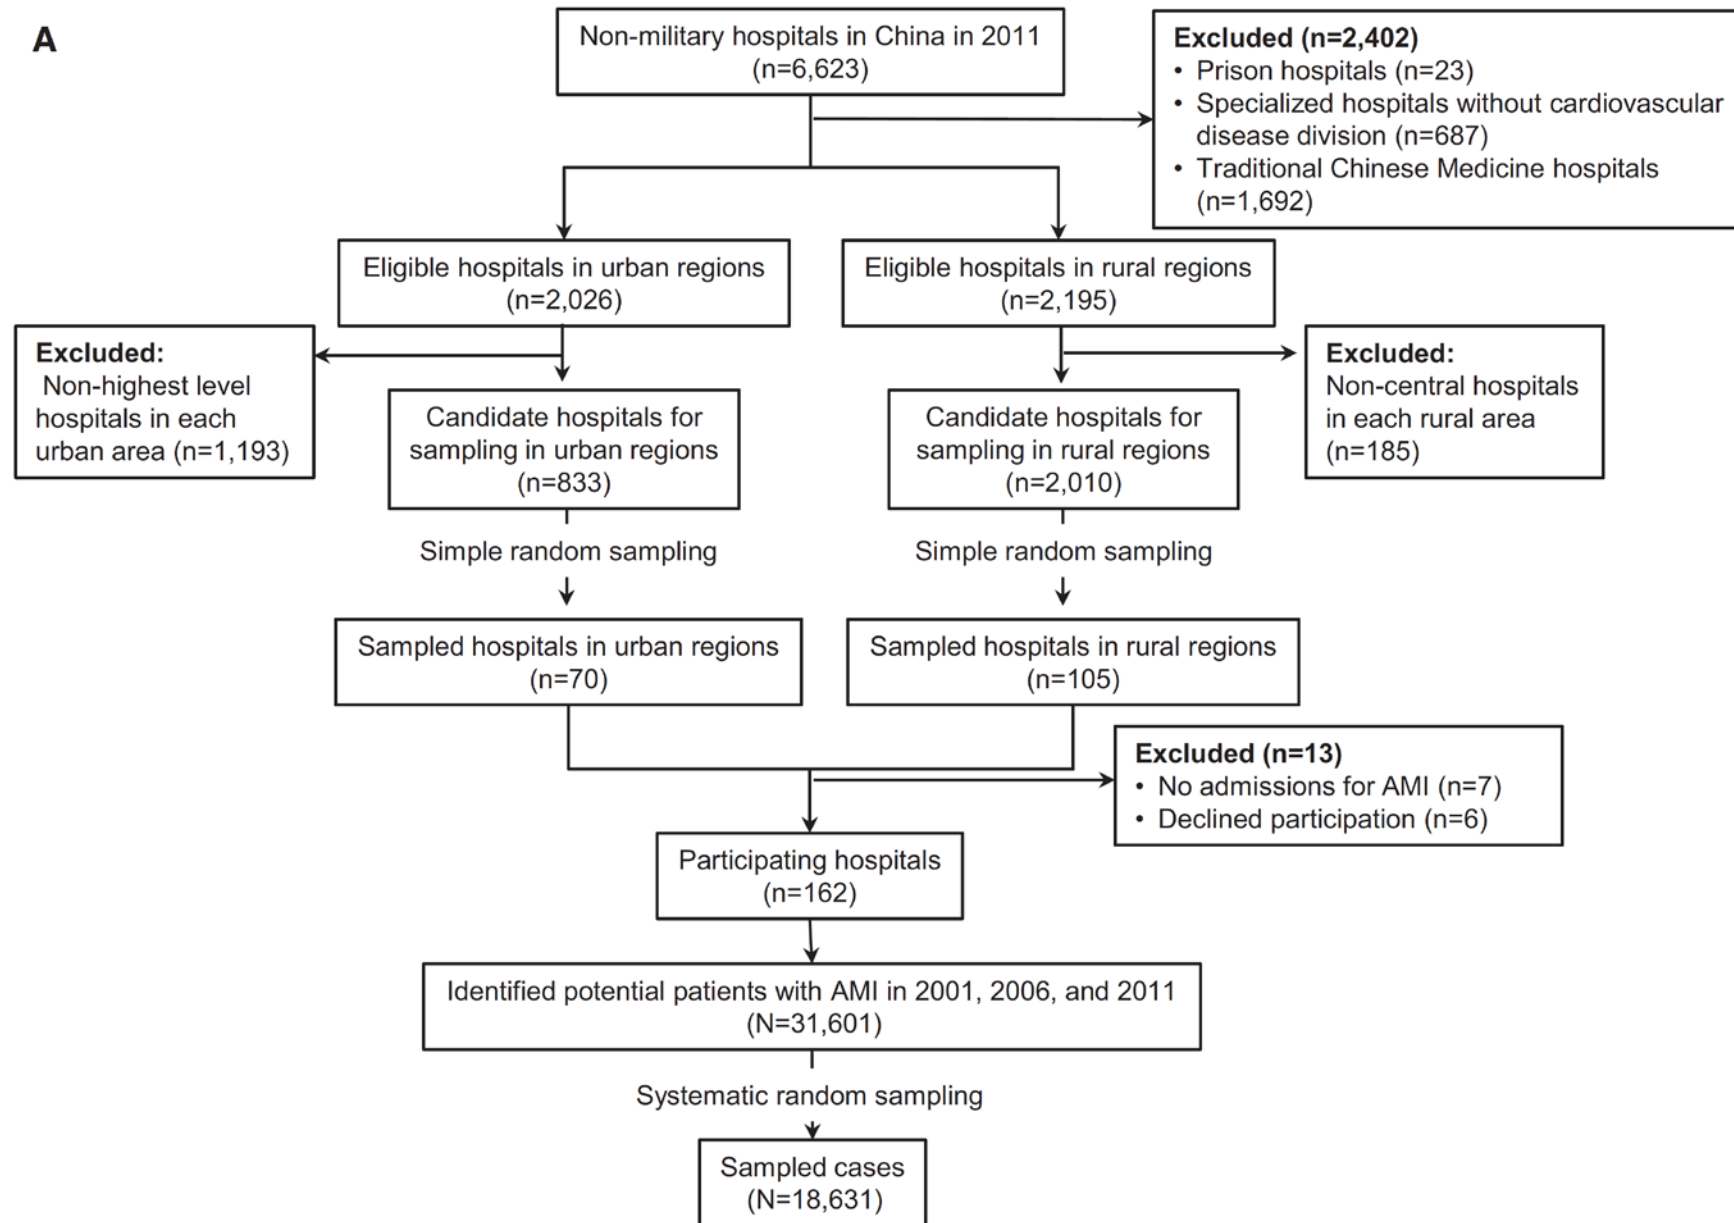 A
Non-military hospitals in China in 2011
(n=6,623)
Excluded (n=2,402)
• Prison hospitals (n=23)
• Specialized hospitals without cardiovascular
disease division (n=687)
• Traditional Chinese Medicine hospitals
(n=1,692)
Eligible hospitals in urban regions
(n=2,026)
Eligible hospitals in rural regions
(n=2,195)
Excluded:
Non-highest level
hospitals in each
urban area (n=1,193)
Excluded:
Non-central hospitals
in each rural area
(n=185)
Candidate hospitals for
sampling in urban regions
(n=833)
Candidate hospitals for
sampling in rural regions
(n=2,010)
Simple random sampling
Simple random sampling
Sampled hospitals in urban regions
(n=70)
Sampled hospitals in rural regions
(n=105)
Excluded (n=13)
• No admissions for AMI (n=7)
• Declined participation (n=6)
Participating hospitals
(n=162)
Identified potential patients with AMI in 2001, 2006, and 2011
(N=31,601)
Systematic random sampling
Sampled cases
(N=18,631)